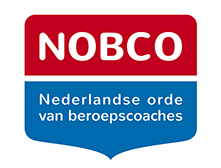 NOBCO
Nederlandse orde
van beroepscoaches